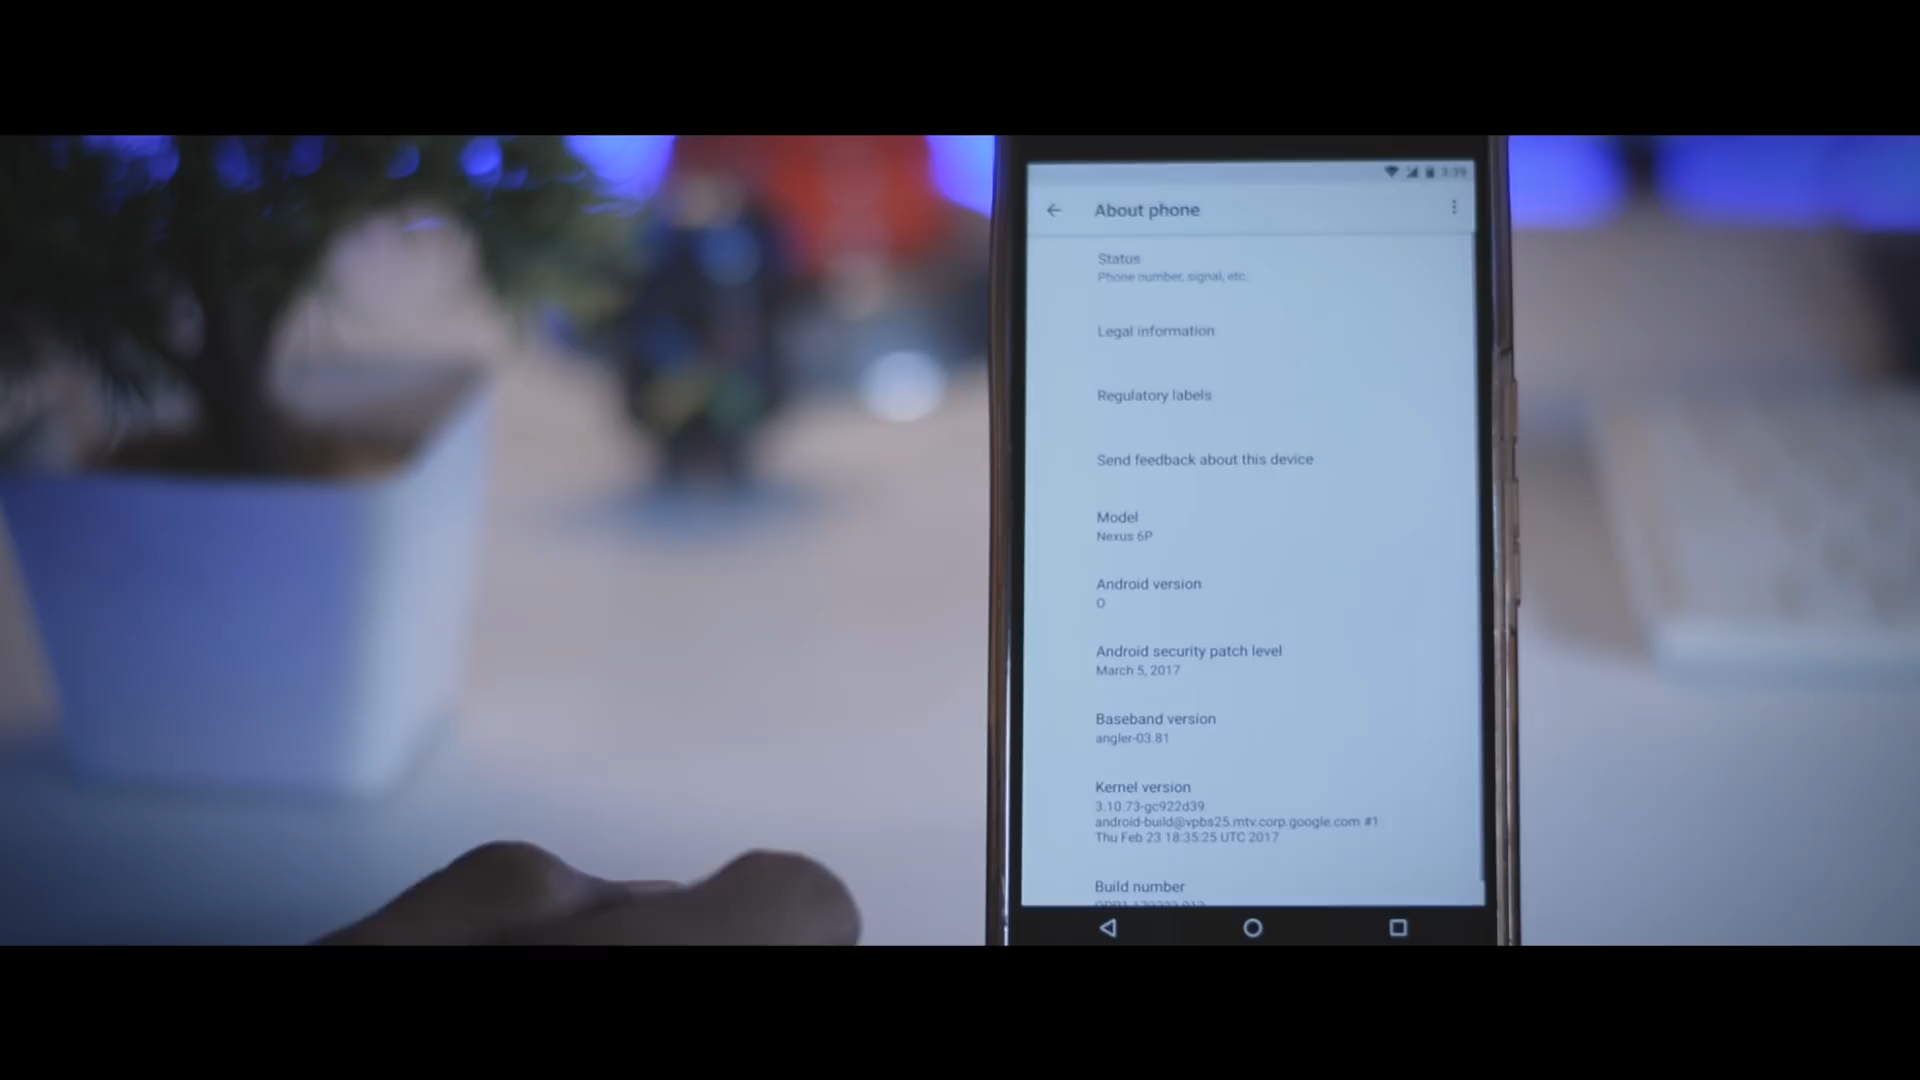 3:39
About phone
Status
Phone number, signal, etc.
Legal information
Regulatory labels
Send feedback about this device
Model
Nexus 6P
Android version
O
Android security patch level
March 5, 2017
Baseband version
angler-03.81
Kernel version
3.10.73-gc922d39
android-build@vpbs25.mtv.corp.google.com #1
Thu Feb 23 18:35:25 UTC 2017
Build number